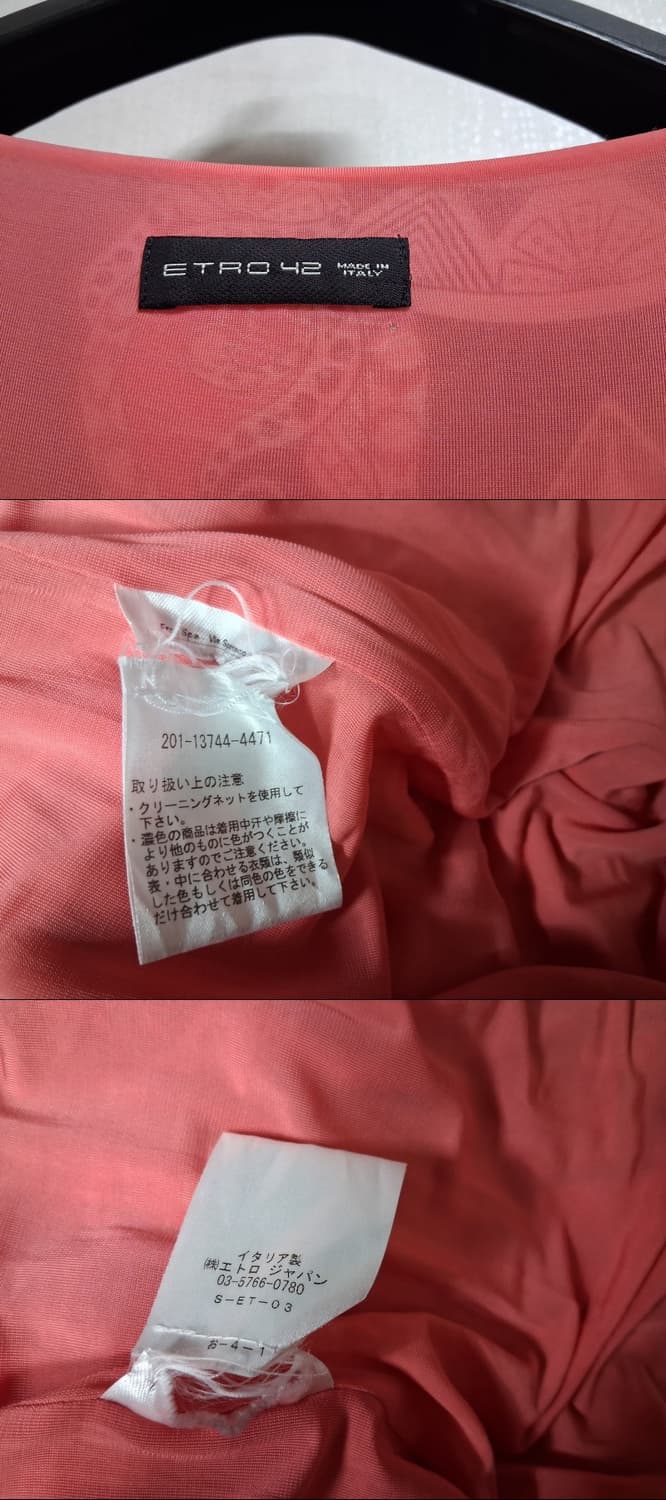 ETRO 42 MADE IN
ITALY
S.p.a. Via
201-13744-4471
取り扱い上の注意
・クリーニングネットを使用して
下さい。
・濃色の商品は着用中汗や摩擦に
より他のものに色がつくことが
ありますのでご注意ください。
表・中に合わせる衣類は、類似
した色もしくは同色の色をできる
だけ合わせて着用して下さい。
イタリア製
㈱エトロ ジャパン
03-5766-0780
S-ET-03
お-4-1